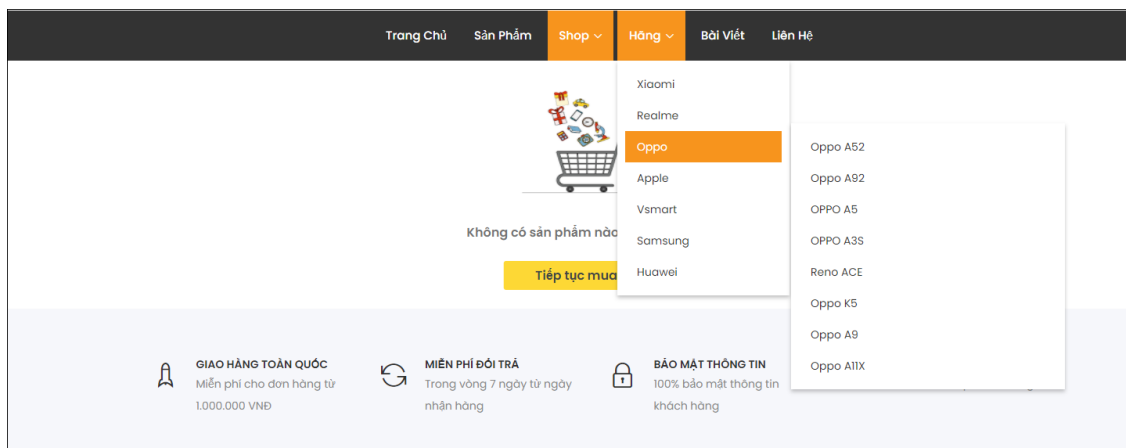 Trang Chủ Sản Phẩm Shop Hãng Bài Viết Liên Hệ
Xiaomi
Realme
Oppo
Apple
Vsmart
Samsung
Huawei
Oppo A52
Oppo A92
OPPO A5
OPPO A3S
Reno ACE
Oppo K5
Oppo A9
Oppo A11X
Không có sản phẩm nào
Tiếp tục mua
GIAO HÀNG TOÀN QUỐC
Miễn phí cho đơn hàng từ
1.000.000 VNĐ
MIỄN PHÍ ĐỔI TRẢ
Trong vòng 7 ngày từ ngày
nhận hàng
BẢO MẬT THÔNG TIN
100% bảo mật thông tin
khách hàng